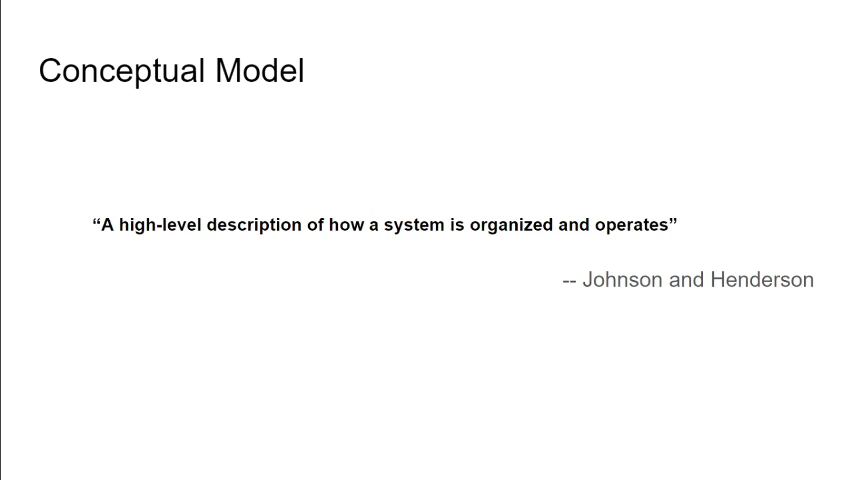 Conceptual Model
“A high-level description of how a system is organized and operates”
-- Johnson and Henderson